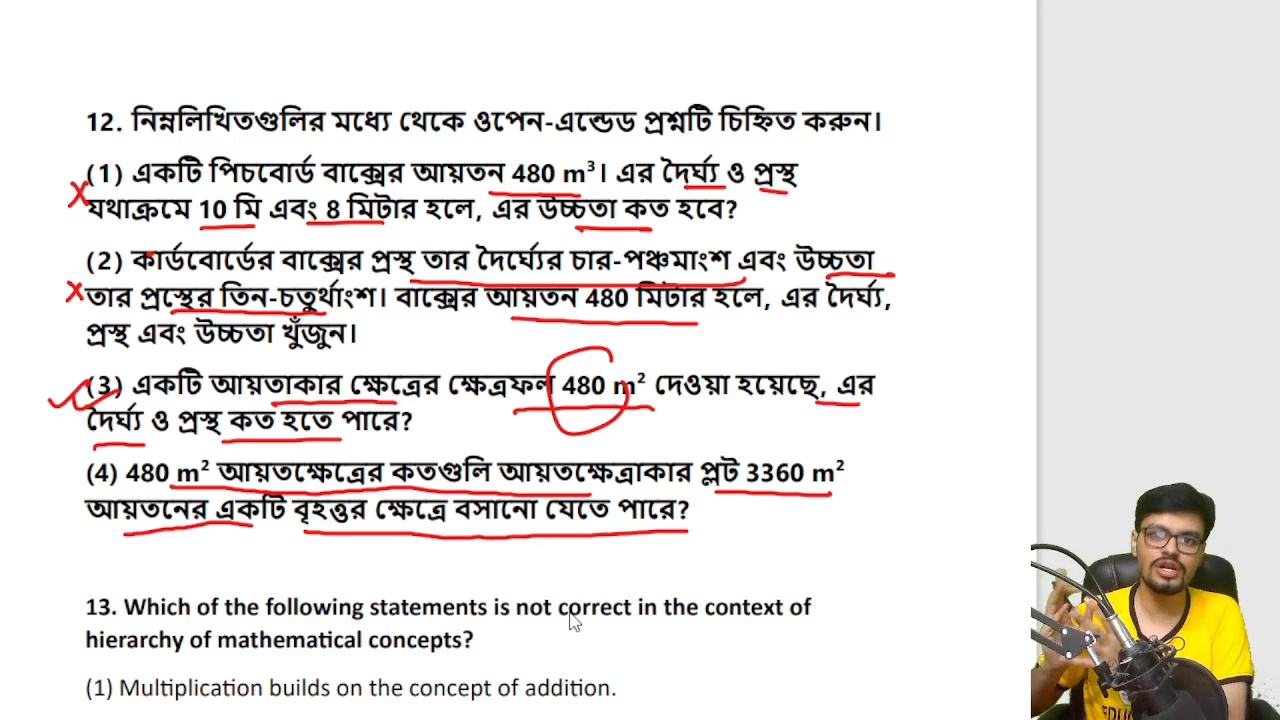 12. নিম্নলিখিতগুলির মধ্যে থেকে ওপেন-এন্ডেড প্রশ্নটি চিহ্নিত করুন।
(1) একটি পিচবোর্ড বাক্সের আয়তন 480 m³। এর দৈর্ঘ্য ও প্রস্থ
যথাক্রমে 10 মি এবং 8 মিটার হলে, এর উচ্চতা কত হবে?
(2) কার্ডবোর্ডের বাক্সের প্রস্থ তার দৈর্ঘ্যের চার-পঞ্চমাংশ এবং উচ্চতা
তার প্রস্থের তিন-চতুর্থাংশ। বাক্সের আয়তন 480 মিটার হলে, এর দৈর্ঘ্য,
প্রস্থ এবং উচ্চতা খুঁজুন।
(3) একটি আয়তাকার ক্ষেত্রের ক্ষেত্রফল 480 m² দেওয়া হয়েছে, এর
দৈর্ঘ্য ও প্রস্থ কত হতে পারে?
(4) 480 m² আয়তক্ষেত্রের কতগুলি আয়তক্ষেত্রাকার প্লট 3360 m²
আয়তনের একটি বৃহত্তর ক্ষেত্রে বসানো যেতে পারে?
13. Which of the following statements is not correct in the context of
hierarchy of mathematical concepts?
(1) Multiplication builds on the concept of addition.